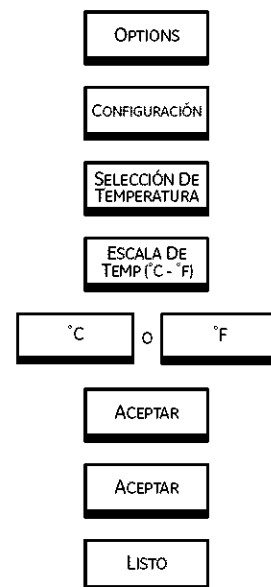 OPTIONS
CONFIGURACIÓN
SELECCIÓN DE
TEMPERATURA
ESCALA DE
TEMP (°C - °F)
°C O °F
ACEPTAR
ACEPTAR
LISTO